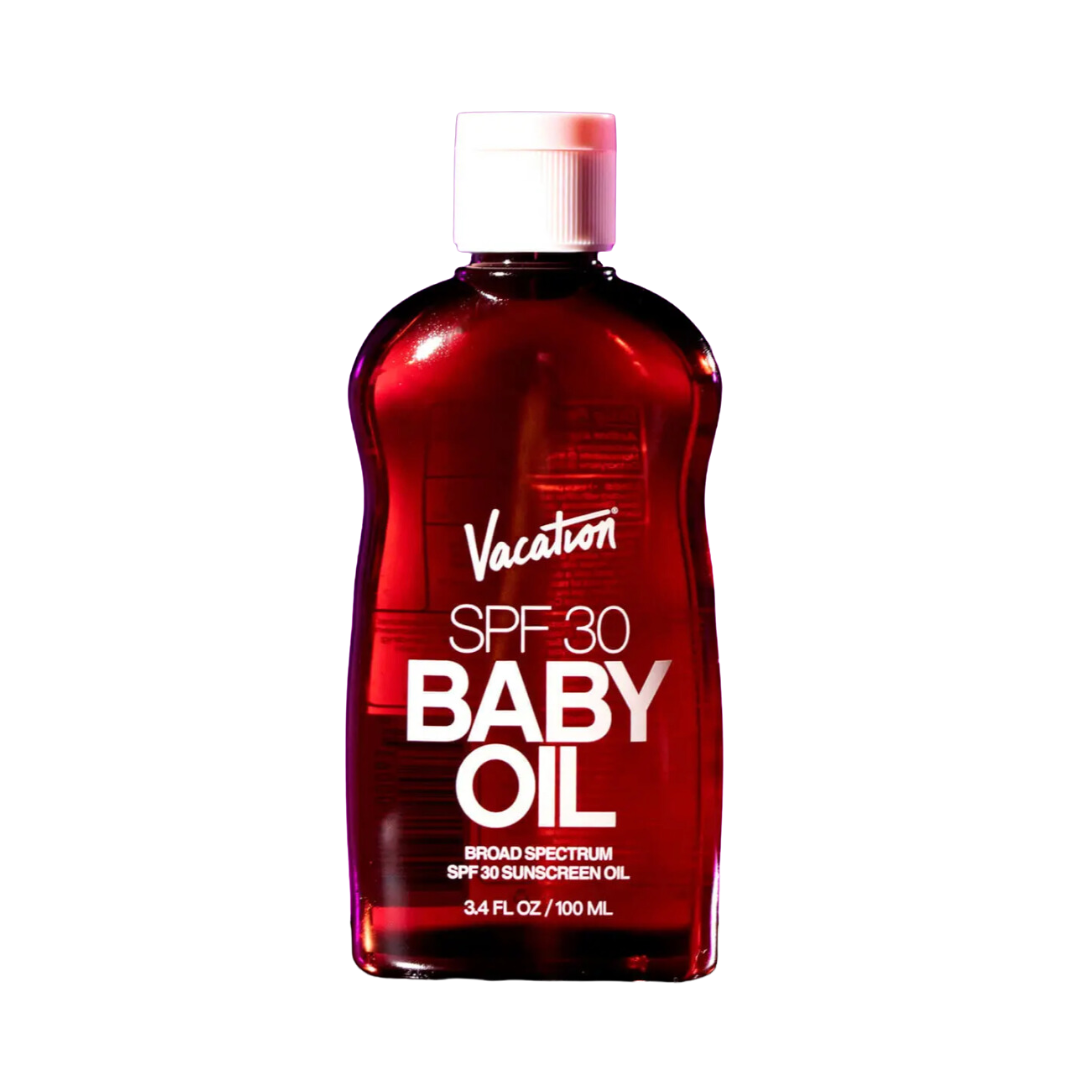 Vacation®
SPF 30
BABY
OIL
BROAD SPECTRUM
SPF 30 SUNSCREEN OIL
3.4 FL OZ / 100 ML